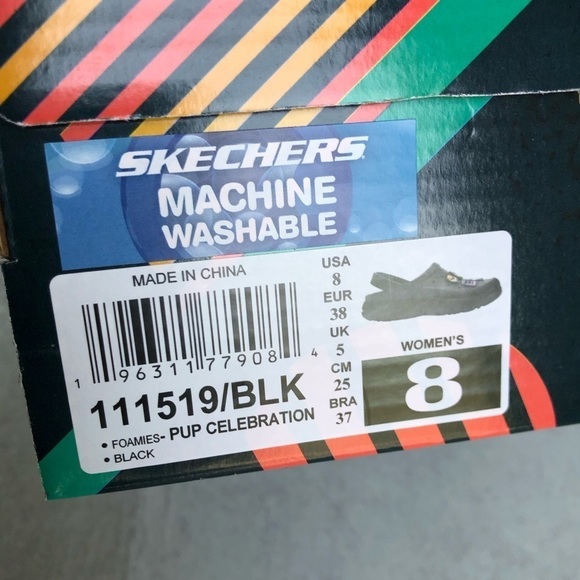 SKECHERS
MACHINE
WASHABLE
MADE IN CHINA
1 96311 77908 4
111519/BLK
• FOAMIES- PUP CELEBRATION
• BLACK
USA
8
EUR
38
UK
5
CM
25
BRA
37
WOMEN'S
8